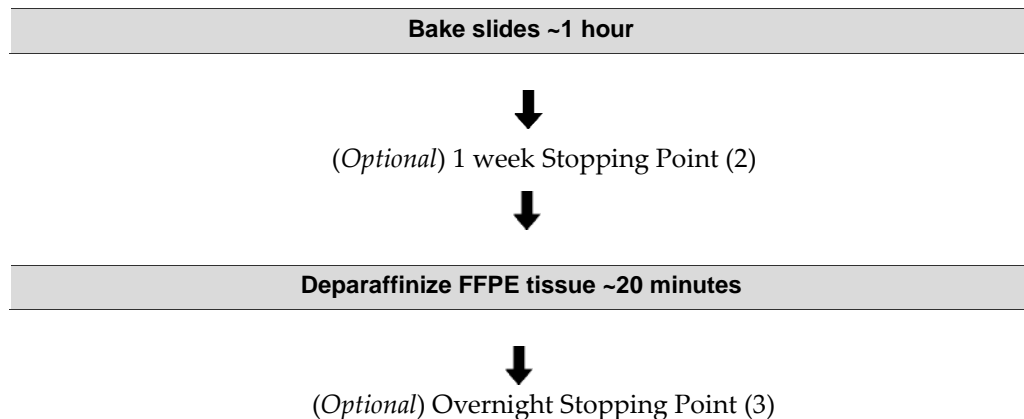 Bake slides ~1 hour
(Optional) 1 week Stopping Point (2)
Deparaffinize FFPE tissue ~20 minutes
(Optional) Overnight Stopping Point (3)